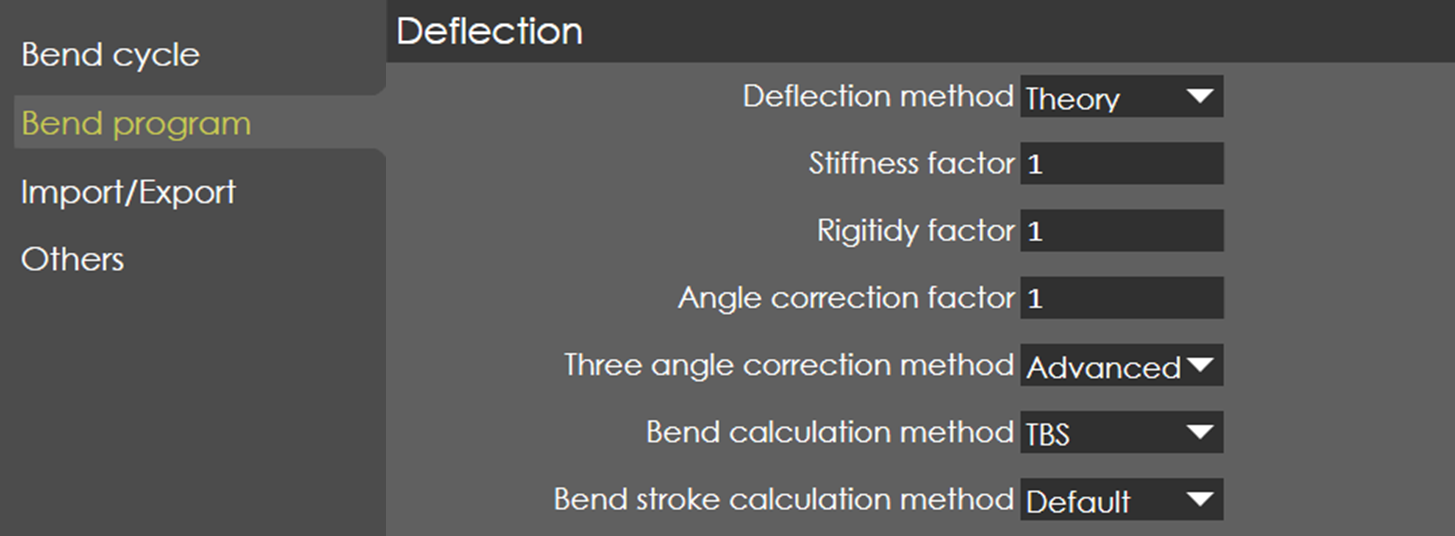 Bend cycle
Bend program
Import/Export
Others
Deflection
Deflection method Theory
Stiffness factor 1
Rigitidy factor 1
Angle correction factor 1
Three angle correction method Advanced
Bend calculation method TBS
Bend stroke calculation method Default